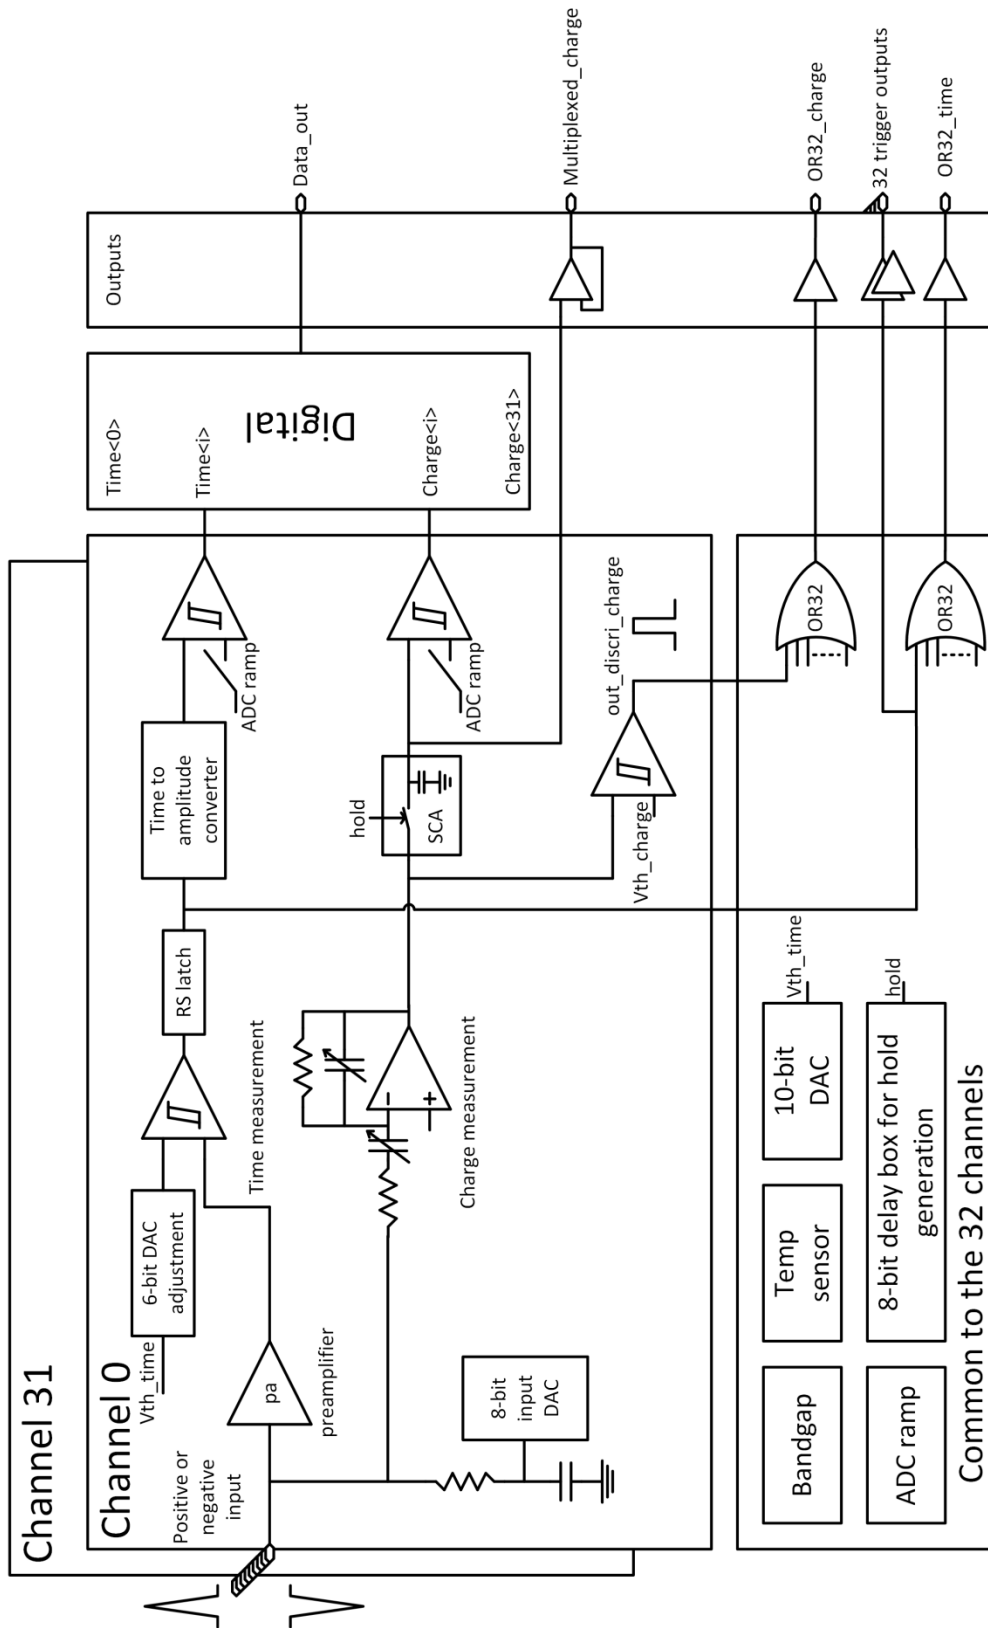 Channel 31
Channel 0
Vth_time
6-bit DAC
adjustment
RS latch
Time to
amplitude
converter
ADC ramp
Time<0>
Time<i>
Digital
Charge<i>
Charge<31>
Outputs
Data_out
Positive or
negative
input
pa
preamplifier
Time measurement
-
+
Charge measurement
hold
SCA
ADC ramp
Multiplexed_charge
8-bit
input
DAC
Vth_charge
out_discri_charge
Bandgap
Temp
sensor
10-bit
DAC
Vth_time
ADC ramp
8-bit delay box for hold
generation
hold
Common to the 32 channels
OR32
OR32
OR32_charge
32 trigger outputs
OR32_time